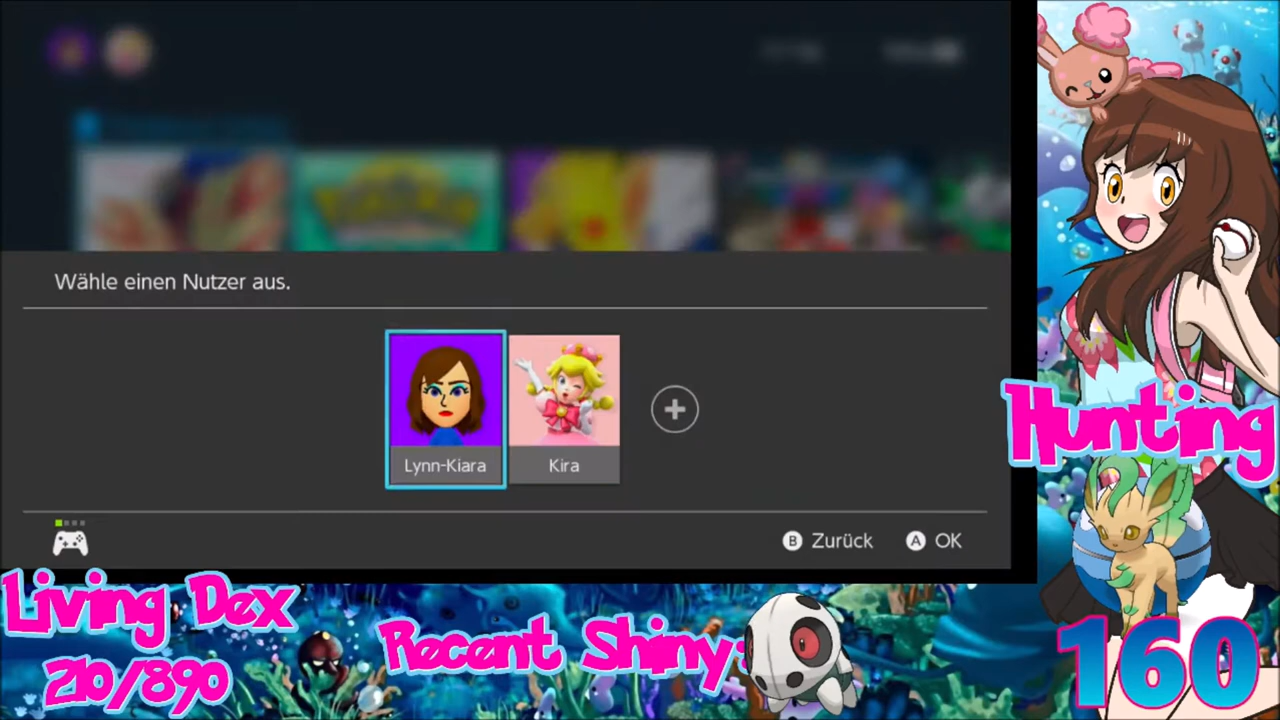 Wähle einen Nutzer aus.
Lynn-Kiara
Kira
B Zurück
A OK
Hunting
160
Living Dex
210/890
Recent Shiny: